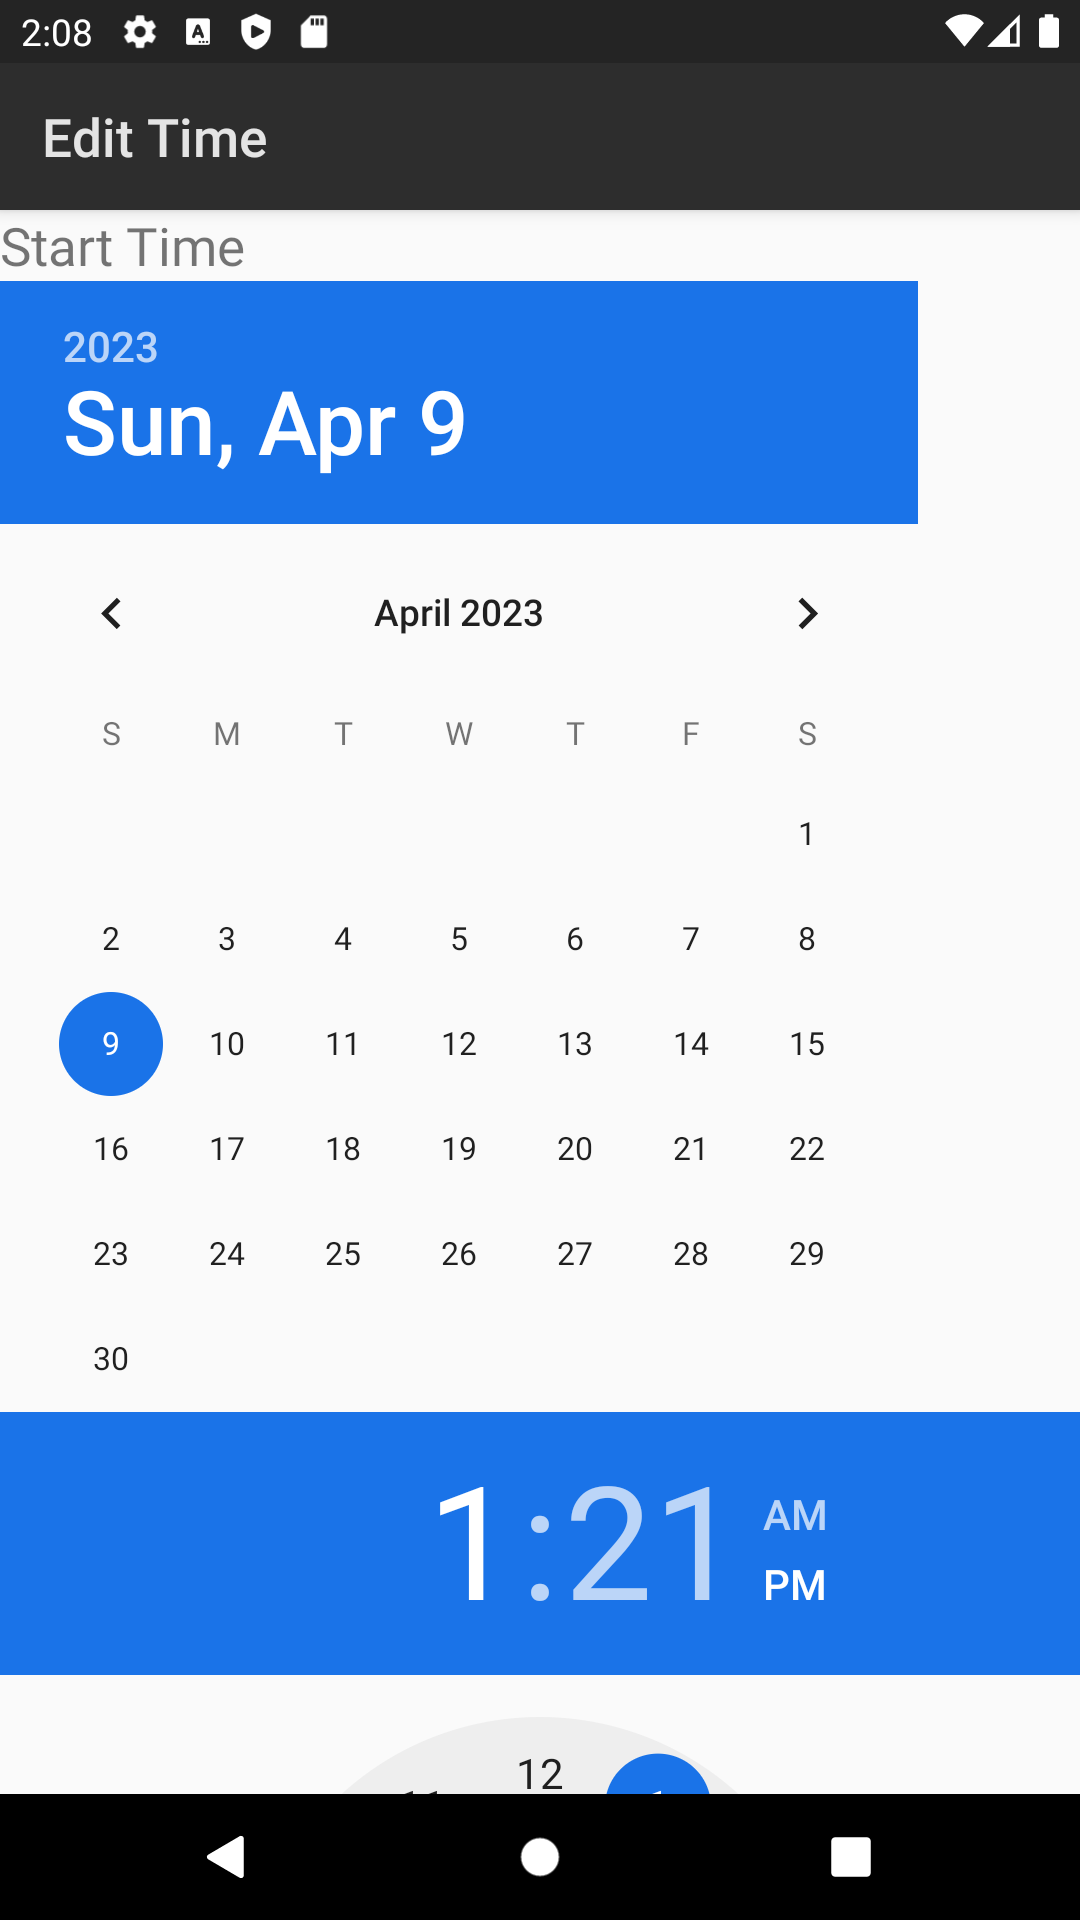 2:08
Edit Time
Start Time
2023
Sun, Apr 9
April 2023
S M T W T F S
1
2 3 4 5 6 7 8
9 10 11 12 13 14 15
16 17 18 19 20 21 22
23 24 25 26 27 28 29
30
1:21
AM
PM
12